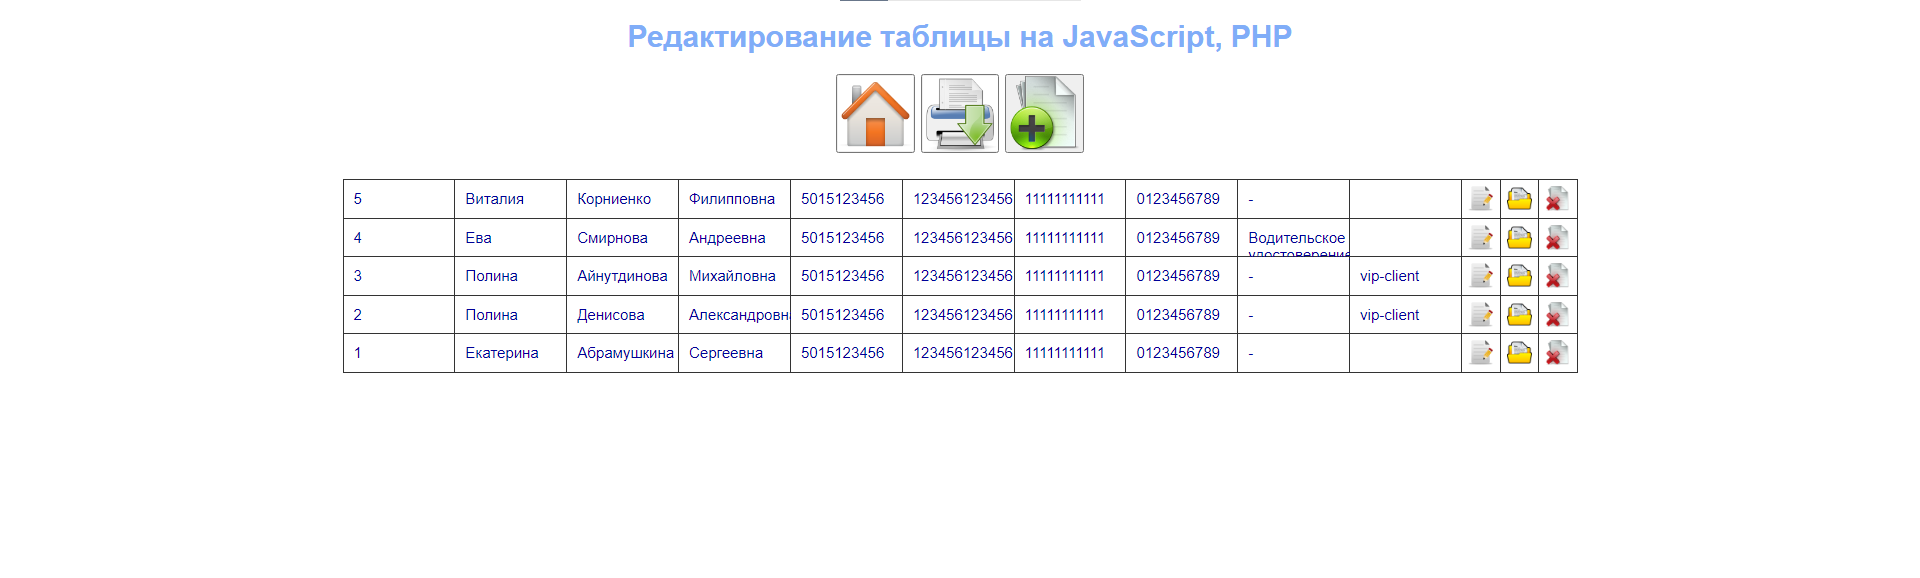 Редактирование таблицы на JavaScript, PHP
5 Виталия Корниенко Филипповна 5015123456 123456123456 11111111111 0123456789 -
4 Ева Смирнова Андреевна 5015123456 123456123456 11111111111 0123456789 Водительское
удостоверение
3 Полина Айнутдинова Михайловна 5015123456 123456123456 11111111111 0123456789 - vip-client
2 Полина Денисова Александровна 5015123456 123456123456 11111111111 0123456789 - vip-client
1 Екатерина Абрамушкина Сергеевна 5015123456 123456123456 11111111111 0123456789 -